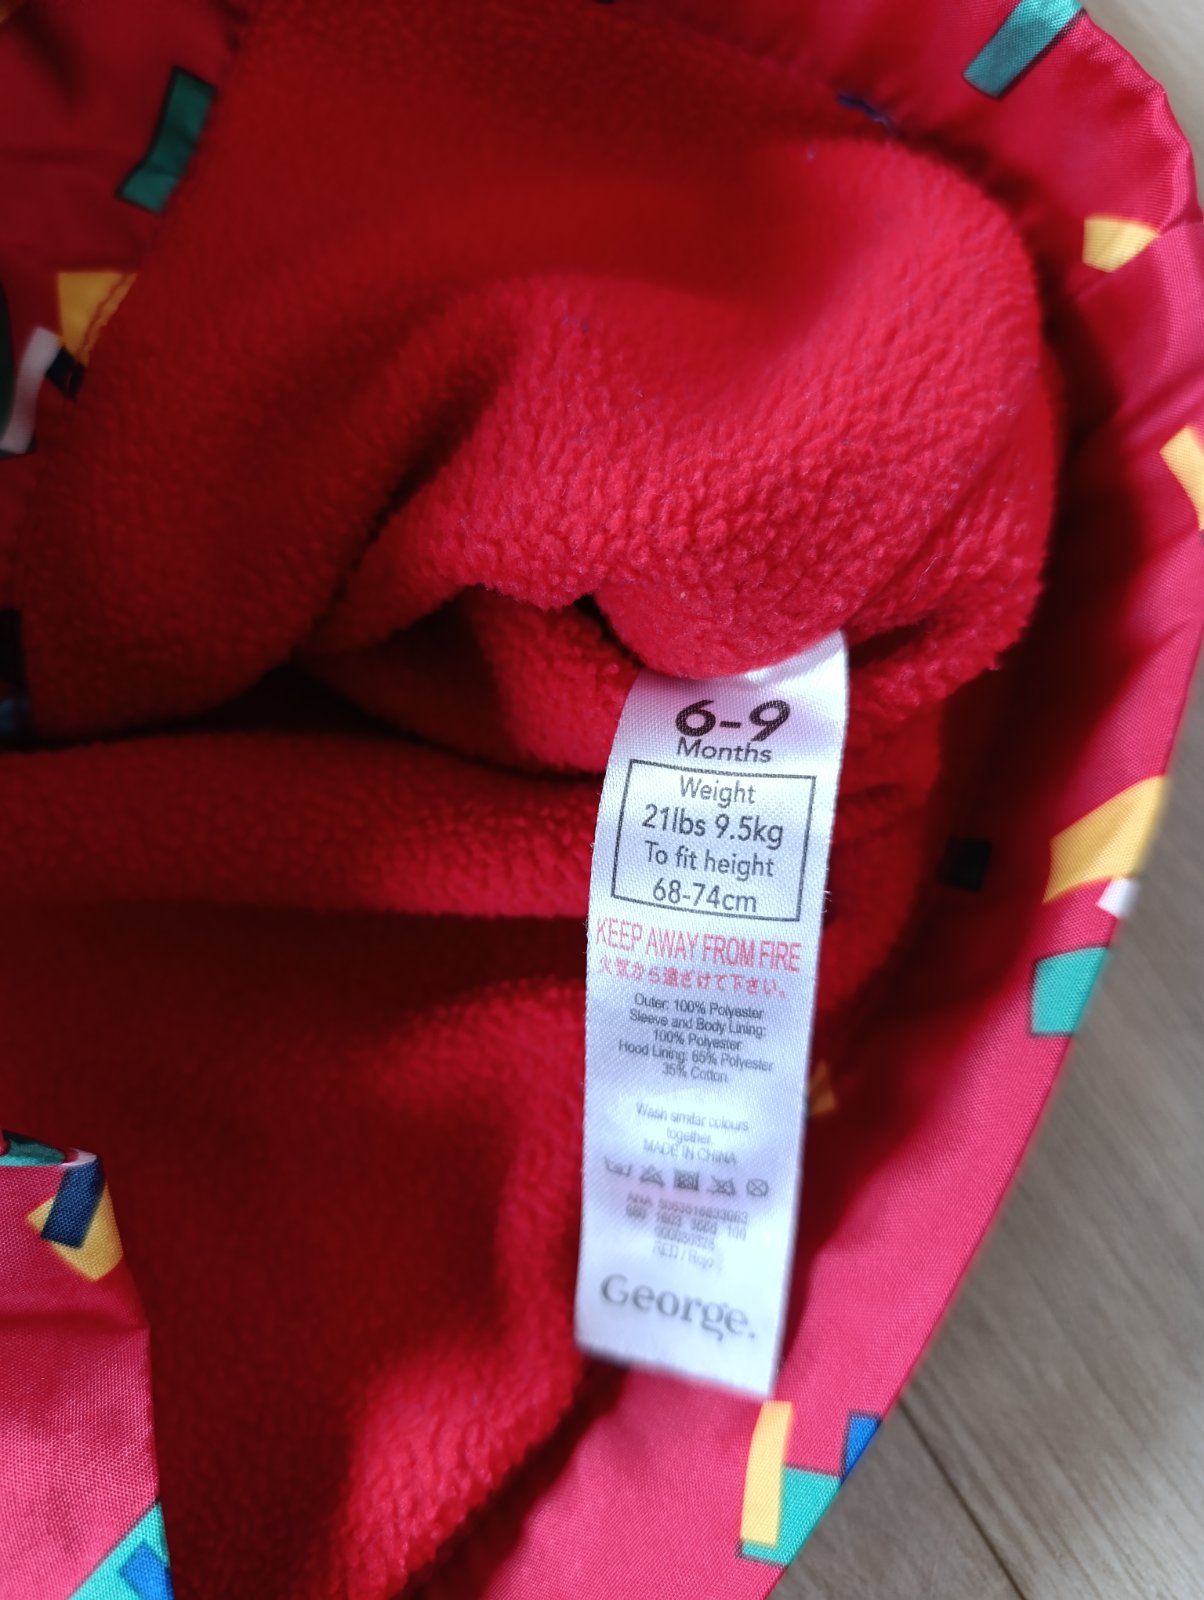 6-9
Months
Weight
21lbs 9.5kg
To fit height
68-74cm
KEEP AWAY FROM FIRE
火気から遠ざけて下さい。
Outer: 100% Polyester
Sleeve and Body Lining:
100% Polyester
Hood Lining: 65% Polyester
35% Cotton
Wash similar colours
together.
MADE IN CHINA
RED /
George.